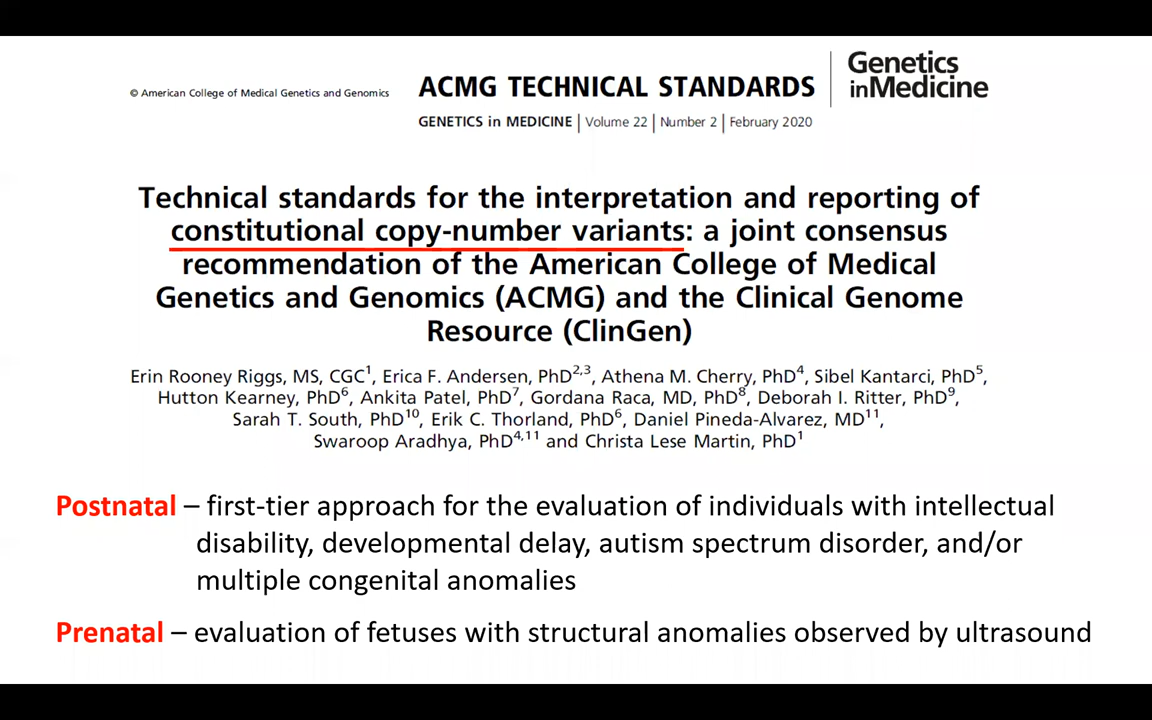 © American College of Medical Genetics and Genomics
ACMG TECHNICAL STANDARDS
Genetics
inMedicine
GENETICS in MEDICINE | Volume 22 | Number 2 | February 2020
Technical standards for the interpretation and reporting of
constitutional copy-number variants: a joint consensus
recommendation of the American College of Medical
Genetics and Genomics (ACMG) and the Clinical Genome
Resource (ClinGen)
Erin Rooney Riggs, MS, CGC1, Erica F. Andersen, PhD2,3, Athena M. Cherry, PhD4, Sibel Kantarci, PhD5,
Hutton Kearney, PhD6, Ankita Patel, PhD7, Gordana Raca, MD, PhD8, Deborah I. Ritter, PhD9,
Sarah T. South, PhD10, Erik C. Thorland, PhD6, Daniel Pineda-Alvarez, MD11,
Swaroop Aradhya, PhD4,11 and Christa Lese Martin, PhD1
Postnatal – first-tier approach for the evaluation of individuals with intellectual
disability, developmental delay, autism spectrum disorder, and/or
multiple congenital anomalies
Prenatal – evaluation of fetuses with structural anomalies observed by ultrasound